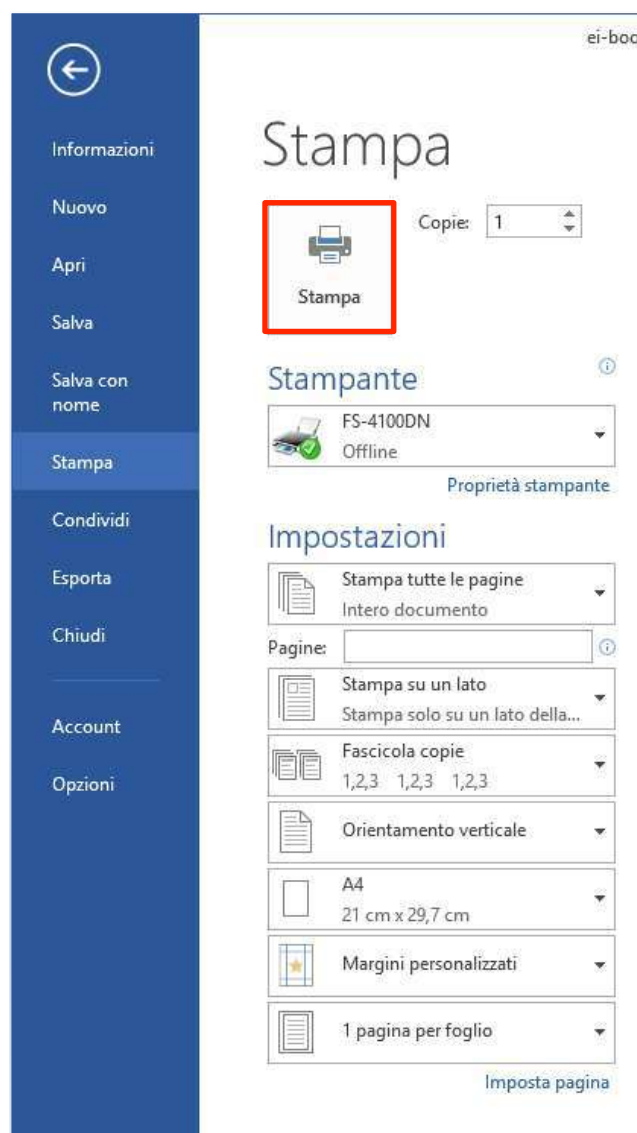 ei-boo
Informazioni
Nuovo
Apri
Salva
Salva con
nome
Stampa
Condividi
Esporta
Chiudi
Account
Opzioni
Stampa
Copie: 1
Stampa
Stampante
FS-4100DN
Offline
Proprietà stampante
Impostazioni
Stampa tutte le pagine
Intero documento
Pagine:
Stampa su un lato
Stampa solo su un lato della...
Fascicola copie
1,2,3 1,2,3 1,2,3
Orientamento verticale
A4
21 cm x 29,7 cm
Margini personalizzati
1 pagina per foglio
Imposta pagina